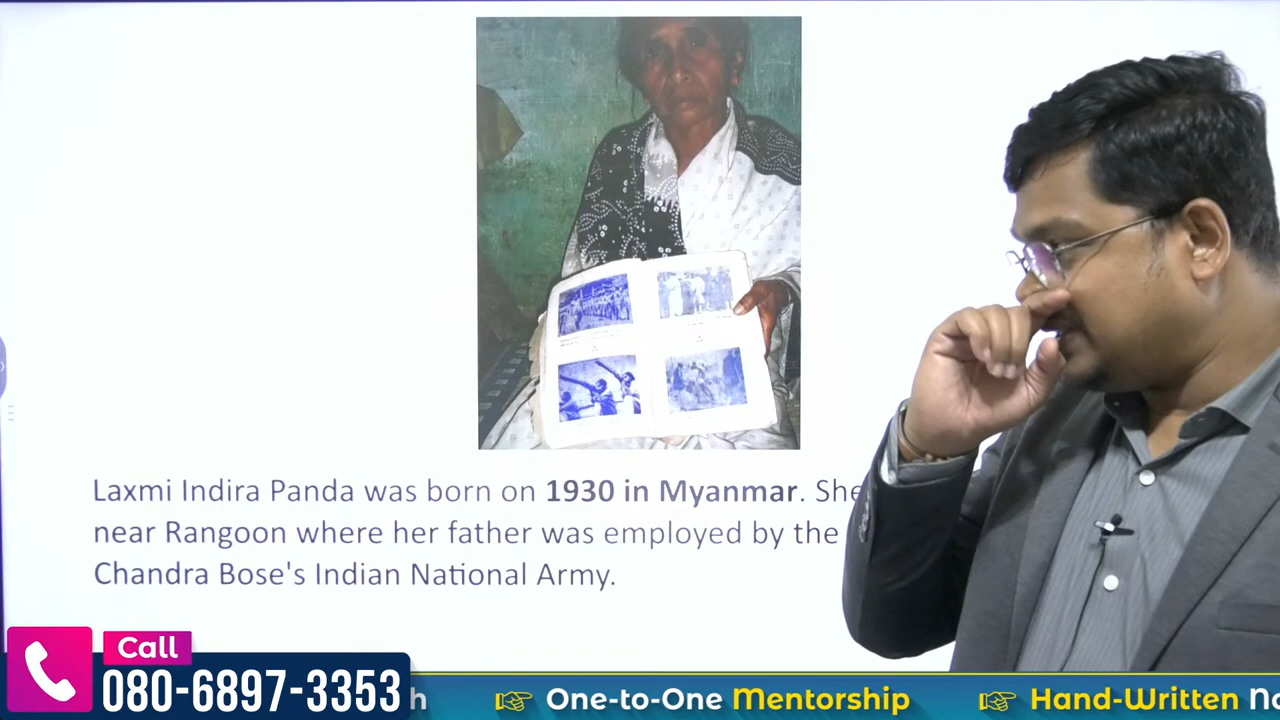 Laxmi Indira Panda was born on 1930 in Myanmar. She
near Rangoon where her father was employed by the
Chandra Bose's Indian National Army.
Call
080-6897-3353
One-to-One Mentorship
Hand-Written